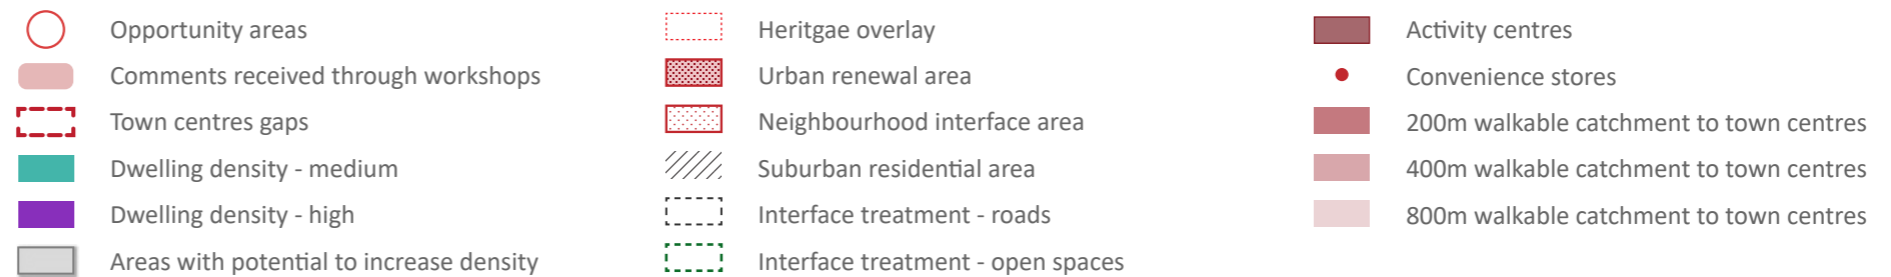 Opportunity areas
Comments received through workshops
Town centres gaps
Dwelling density - medium
Dwelling density - high
Areas with potential to increase density
Heritgae overlay
Urban renewal area
Neighbourhood interface area
Suburban residential area
Interface treatment - roads
Interface treatment - open spaces
Activity centres
Convenience stores
200m walkable catchment to town centres
400m walkable catchment to town centres
800m walkable catchment to town centres